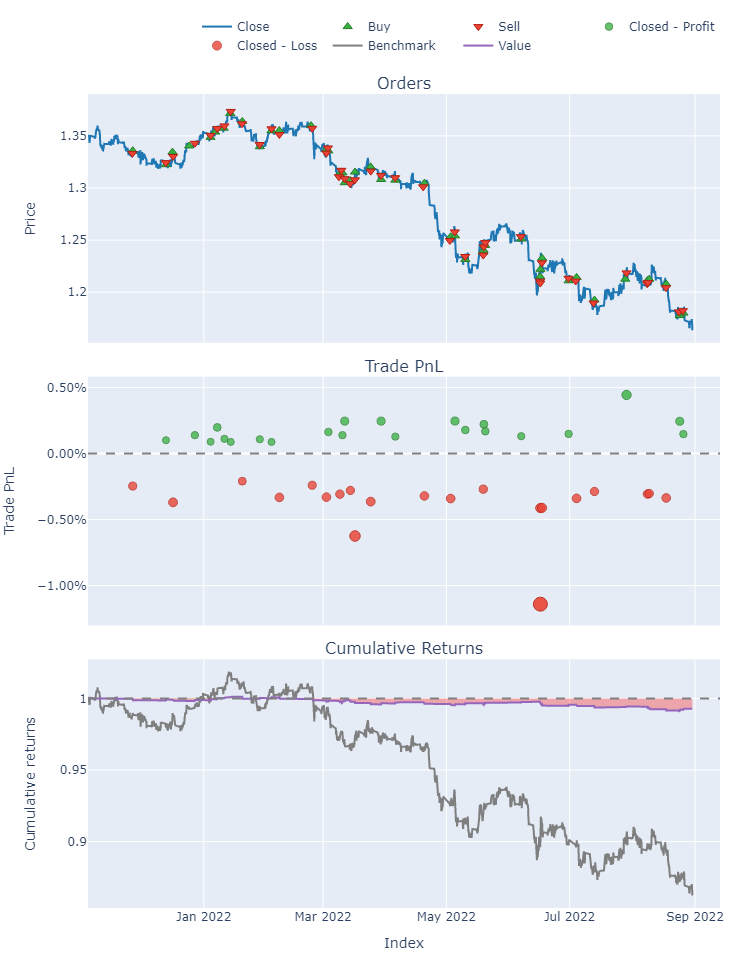 Close Buy Sell Closed - Profit
Closed - Loss Benchmark Value
Orders
1.35
1.3
1.25
1.2
Price
Trade PnL
0.50%
0.00%
−0.50%
−1.00%
Trade PnL
Cumulative Returns
1
0.95
0.9
Cumulative returns
Jan 2022 Mar 2022 May 2022 Jul 2022 Sep 2022
Index